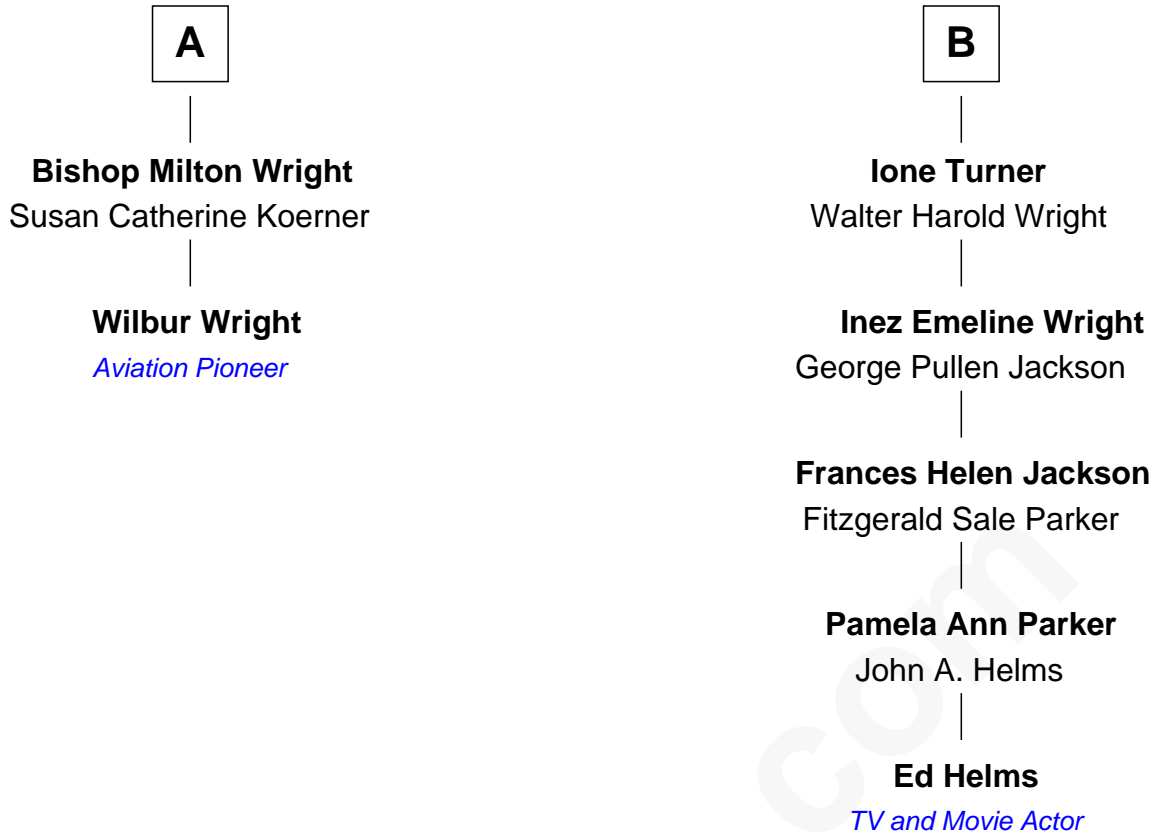 A
Bishop Milton Wright
Susan Catherine Koerner
Wilbur Wright
Aviation Pioneer
B
Ione Turner
Walter Harold Wright
Inez Emeline Wright
George Pullen Jackson
Frances Helen Jackson
Fitzgerald Sale Parker
Pamela Ann Parker
John A. Helms
Ed Helms
TV and Movie Actor
com